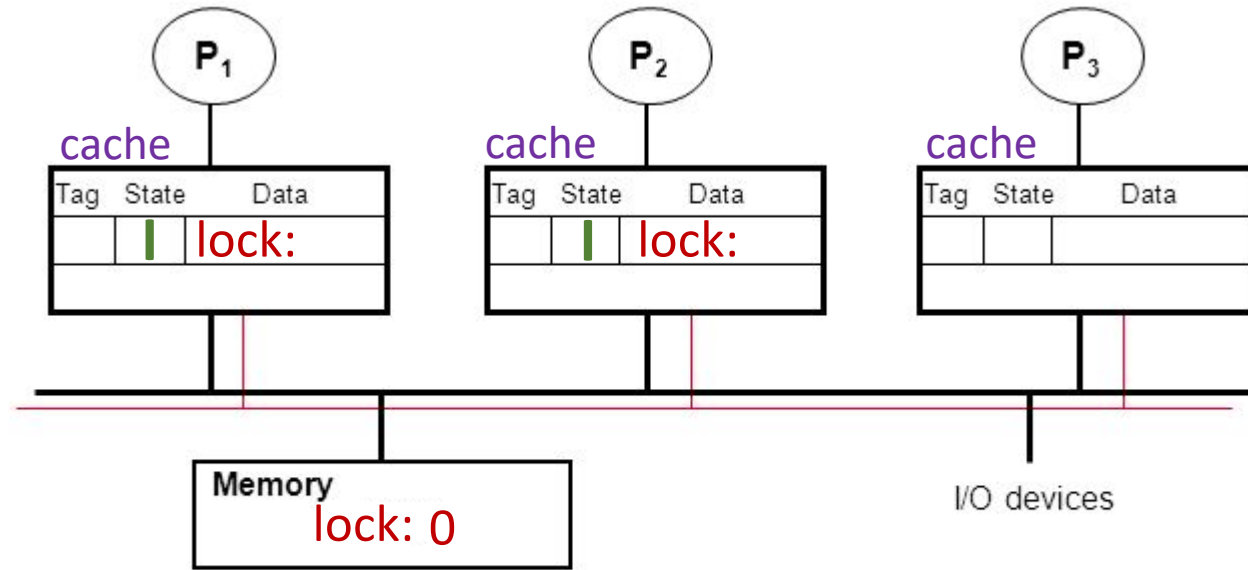 P1 P2 P3
cache cache cache
Tag State Data Tag State Data Tag State Data
I lock: I lock:
Memory
lock: 0
I/O devices